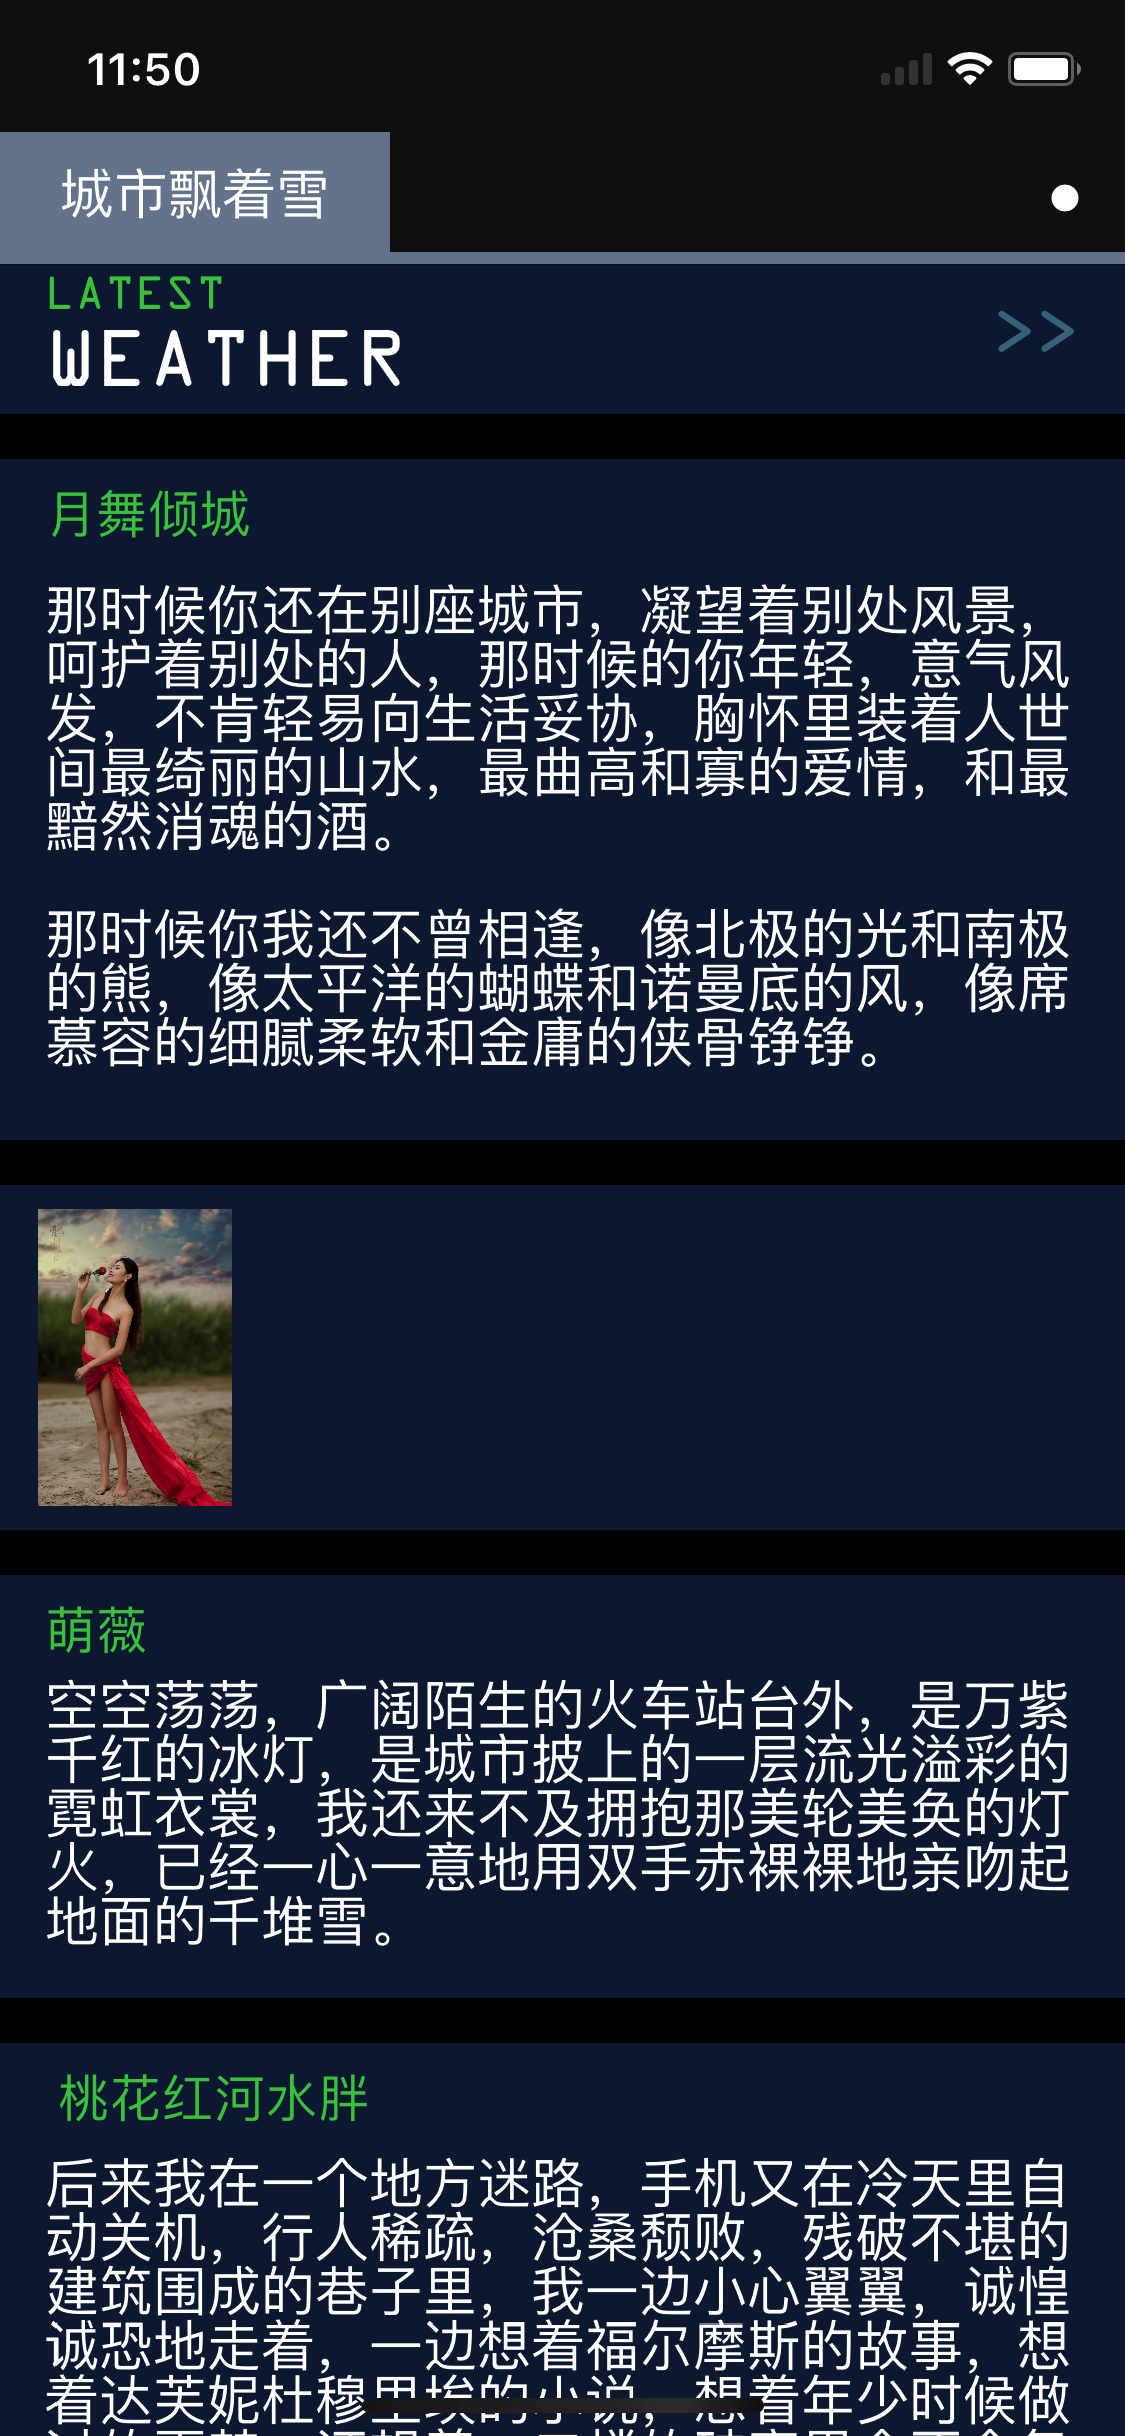 11:50
城市飘着雪
LATEST
WEATHER
>>
月舞倾城
那时候你还在别座城市，凝望着别处风景，
呵护着别处的人，那时候的你年轻，意气风
发，不肯轻易向生活妥协，胸怀里装着人世
间最绮丽的山水，最曲高和寡的爱情，和最
黯然消魂的酒。
那时候你我还不曾相逢，像北极的光和南极
的熊，像太平洋的蝴蝶和诺曼底的风，像席
慕容的细腻柔软和金庸的侠骨铮铮。
萌薇
空空荡荡，广阔陌生的火车站台外，是万紫
千红的冰灯，是城市披上的一层流光溢彩的
霓虹衣裳，我还来不及拥抱那美轮美奂的灯
火，已经一心一意地用双手赤裸裸地亲吻起
地面的千堆雪。
桃花红河水胖
后来我在一个地方迷路，手机又在冷天里自
动关机，行人稀疏，沧桑颓败，残破不堪的
建筑围成的巷子里，我一边小心翼翼，诚惶
诚恐地走着，一边想着福尔摩斯的故事，想
着达芙妮杜穆里埃的小说，想着年少时候做